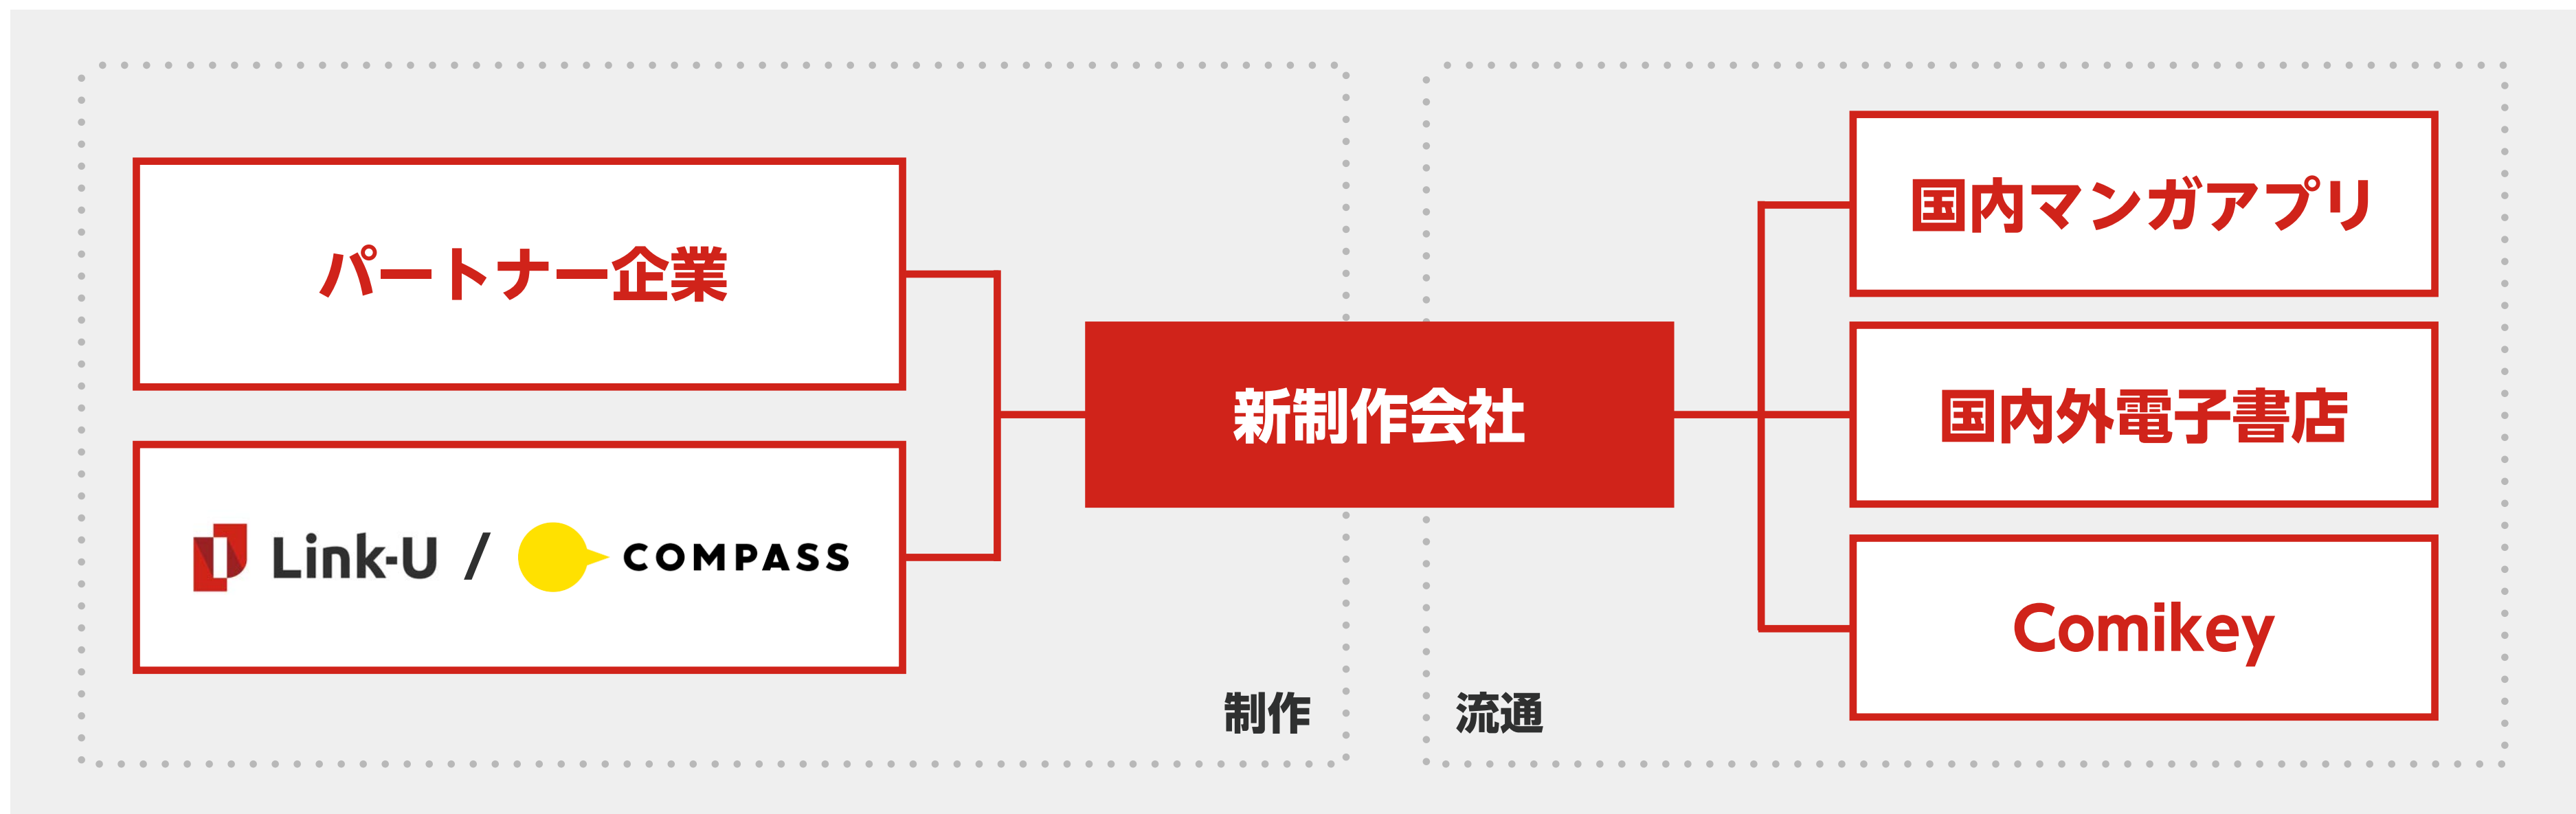 パートナー企業
Link-U / COMPASS
制作
新制作会社
流通
国内マンガアプリ
国内外電子書店
Comikey